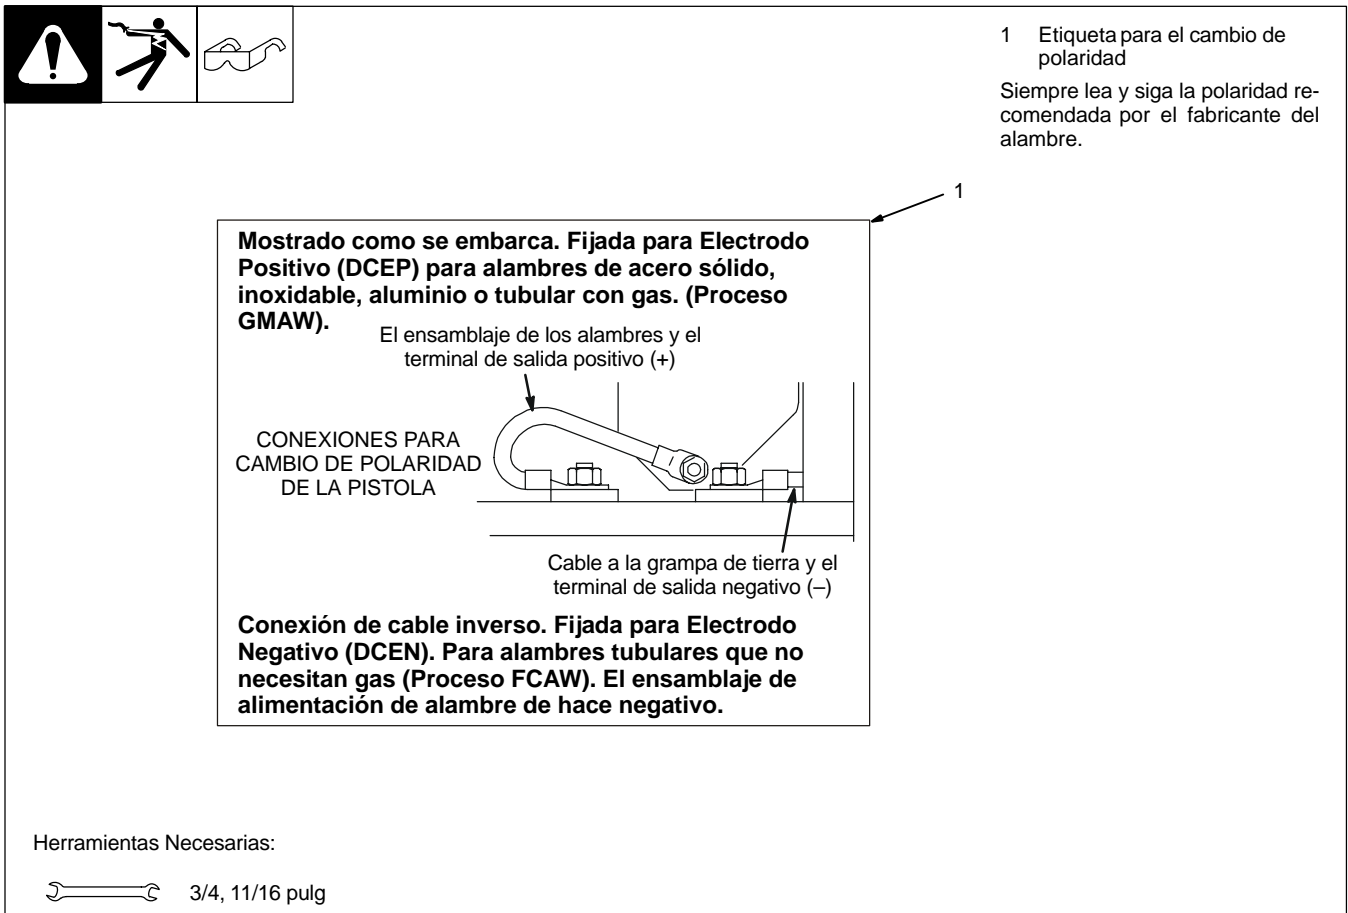 1 Etiqueta para el cambio de
polaridad
Siempre lea y siga la polaridad re-
comendada por el fabricante del
alambre.
1
Mostrado como se embarca. Fijada para Electrodo
Positivo (DCEP) para alambres de acero sólido,
inoxidable, aluminio o tubular con gas. (Proceso
GMAW).
El ensamblaje de los alambres y el
terminal de salida positivo (+)
CONEXIONES PARA
CAMBIO DE POLARIDAD
DE LA PISTOLA
Cable a la grampa de tierra y el
terminal de salida negativo (–)
Conexión de cable inverso. Fijada para Electrodo
Negativo (DCEN). Para alambres tubulares que no
necesitan gas (Proceso FCAW). El ensamblaje de
alimentación de alambre de hace negativo.
Herramientas Necesarias:
3/4, 11/16 pulg